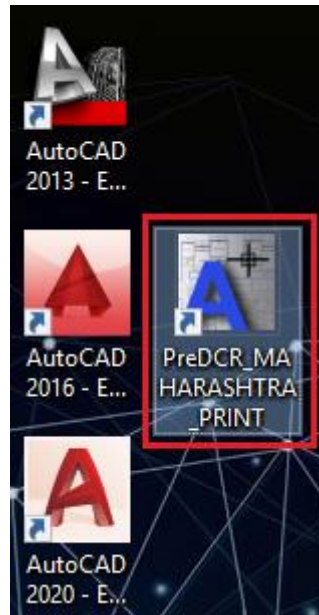 AutoCAD
2013 - E...
AutoCAD
2016 - E...
PreDCR_MA
HARASHTRA
_PRINT
AutoCAD
2020 - E...